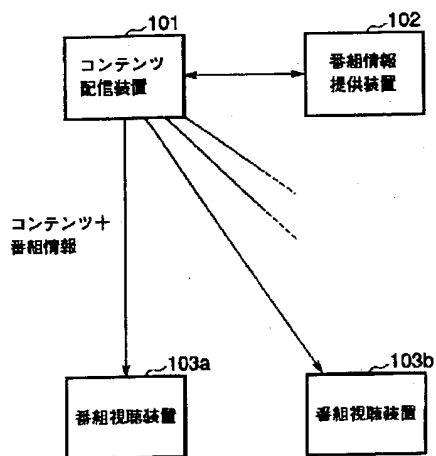 101
コンテンツ
配信装置
102
番組情報
提供装置
コンテンツ+
番組情報
103a
番組視聴装置
103b
番組視聴装置